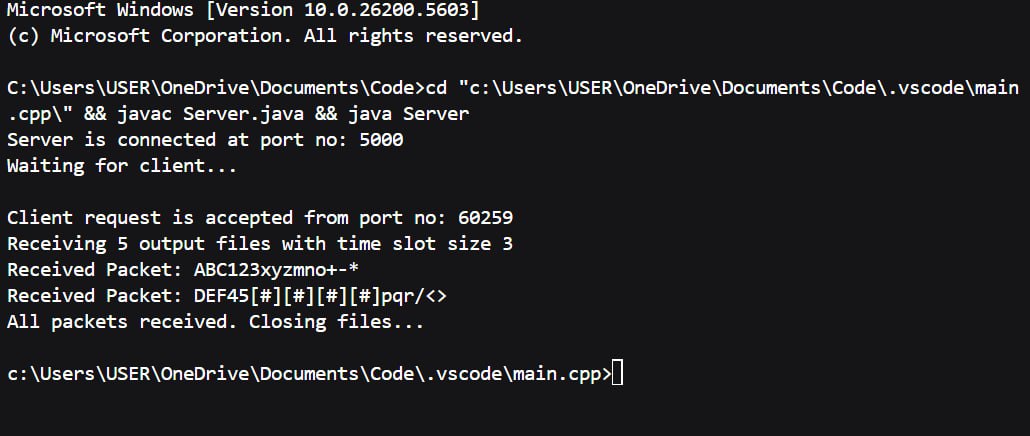 Microsoft Windows [Version 10.0.26200.5603]
(c) Microsoft Corporation. All rights reserved.
C:\Users\USER\OneDrive\Documents\Code>cd "c:\Users\USER\OneDrive\Documents\Code\.vscode\main
.cpp\" && javac Server.java && java Server
Server is connected at port no: 5000
Waiting for client...
Client request is accepted from port no: 60259
Receiving 5 output files with time slot size 3
Received Packet: ABC123xyzmno+-*
Received Packet: DEF45[#][#][#][#]pqr/<>
All packets received. Closing files...
c:\Users\USER\OneDrive\Documents\Code\.vscode\main.cpp>